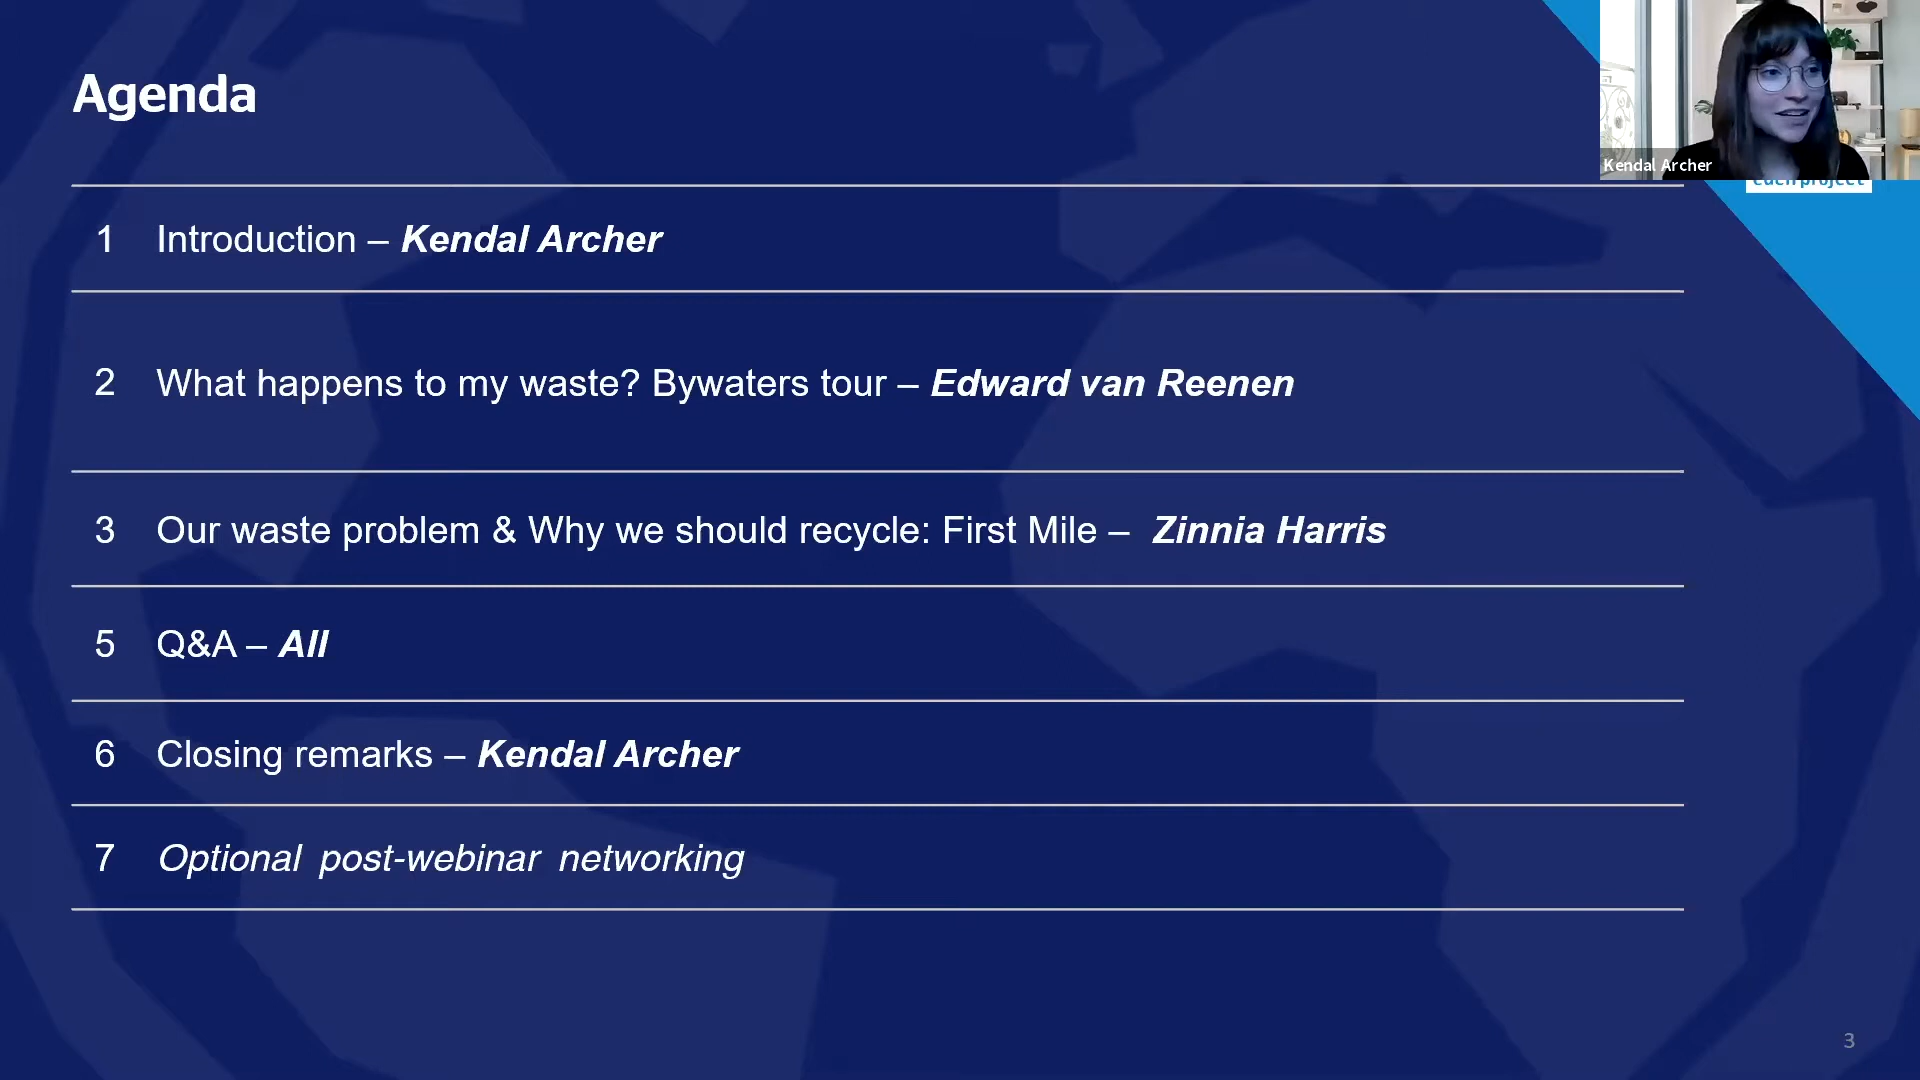 Agenda
Kendal Archer
eden project
1 Introduction – Kendal Archer
2 What happens to my waste? Bywaters tour – Edward van Reenen
3 Our waste problem & Why we should recycle: First Mile – Zinnia Harris
5 Q&A – All
6 Closing remarks – Kendal Archer
7 Optional post-webinar networking
3